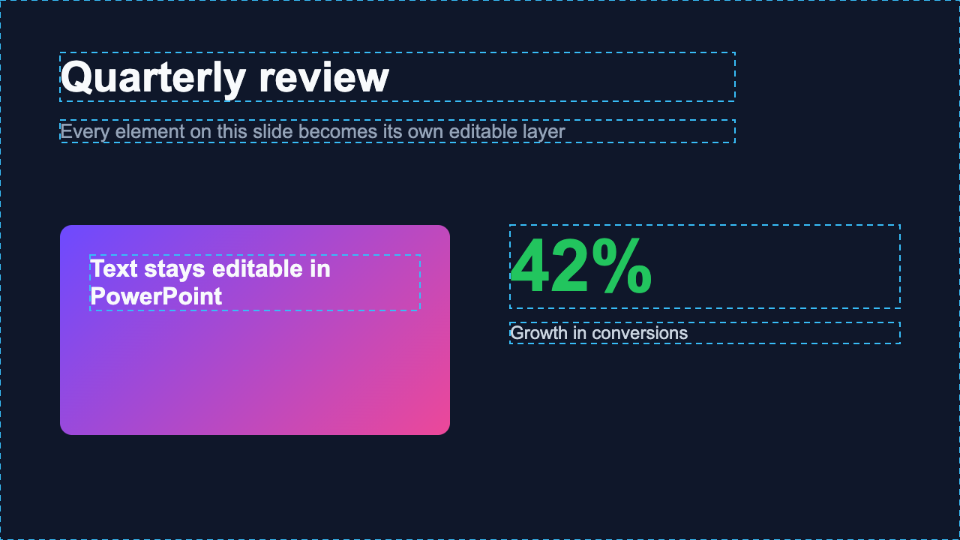 Quarterly review
Every element on this slide becomes its own editable layer
Text stays editable in
PowerPoint
42%
Growth in conversions